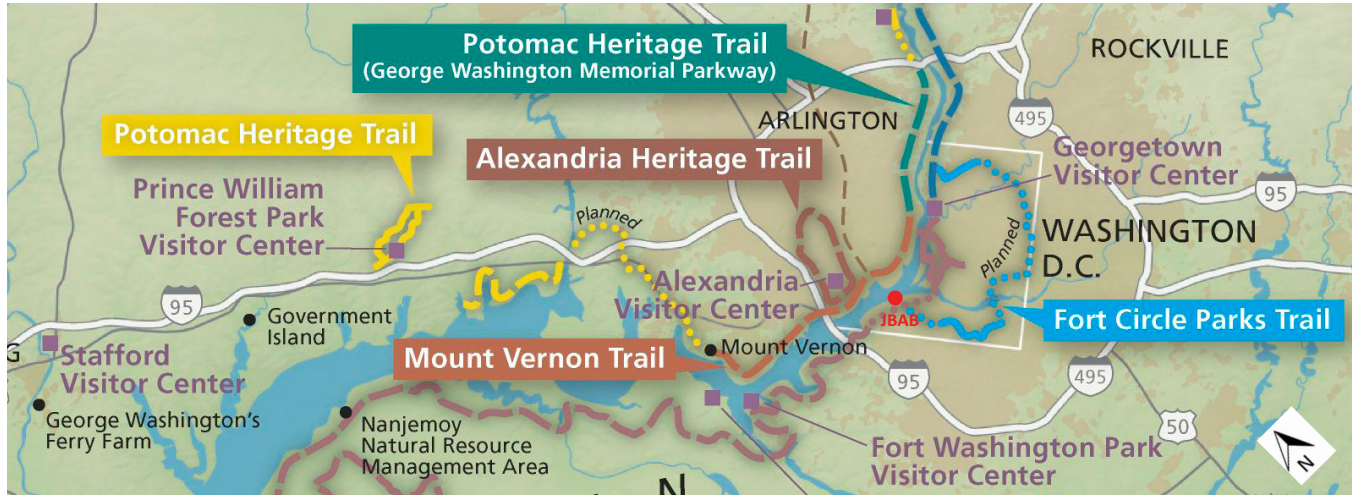 Potomac Heritage Trail
(George Washington Memorial Parkway)
ROCKVILLE
495
ARLINGTON
Potomac Heritage Trail
Alexandria Heritage Trail
Georgetown
Visitor Center
95
Prince William
Forest Park
Visitor Center
Planned
Planned
WASHINGTON
D.C.
Alexandria
Visitor Center
95
Government
Island
JBAB
Fort Circle Parks Trail
G
Stafford
Visitor Center
Mount Vernon Trail
Mount Vernon
95
495
George Washington's
Ferry Farm
Nanjemoy
Natural Resource
Management Area
50
Fort Washington Park
Visitor Center
N
N